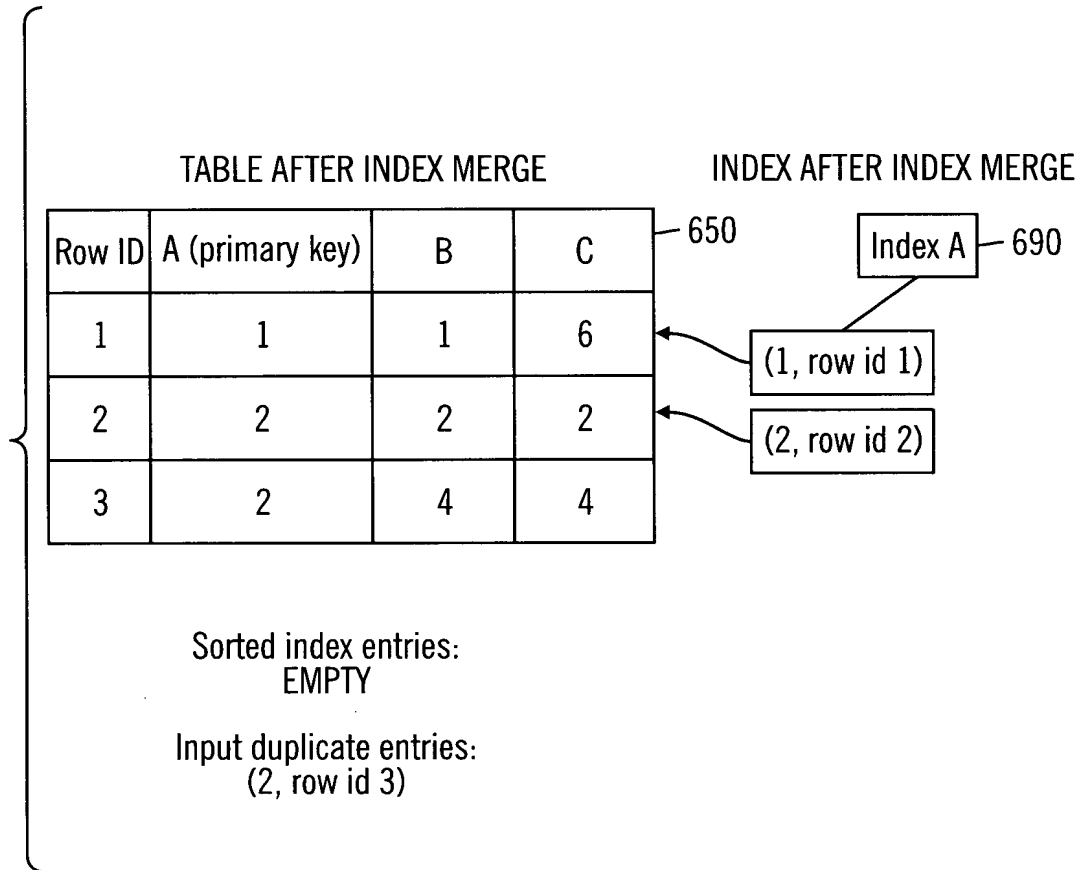 TABLE AFTER INDEX MERGE
INDEX AFTER INDEX MERGE
Row ID A (primary key) B C
650
Index A
690
1 1 1 6
(1, row id 1)
2 2 2 2
(2, row id 2)
3 2 4 4
Sorted index entries:
EMPTY
Input duplicate entries:
(2, row id 3)